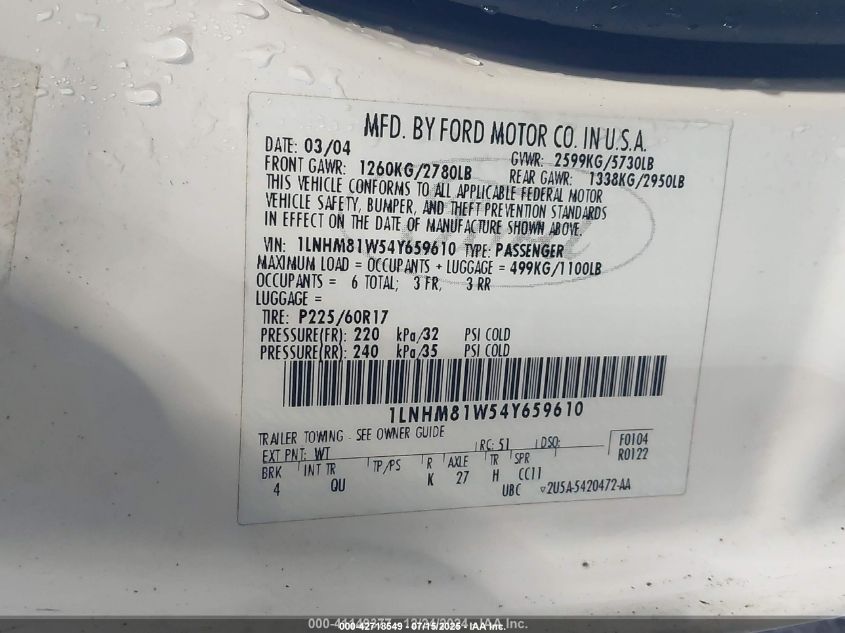 MFD. BY FORD MOTOR CO. IN U.S.A.
DATE: 03/04 GVWR: 2599KG/5730LB
FRONT GAWR: 1260KG/2780LB REAR GAWR: 1338KG/2950LB
THIS VEHICLE CONFORMS TO ALL APPLICABLE FEDERAL MOTOR
VEHICLE SAFETY, BUMPER, AND THEFT PREVENTION STANDARDS
IN EFFECT ON THE DATE OF MANUFACTURE SHOWN ABOVE.
VIN: 1LNHM81W54Y659610 TYPE: PASSENGER
MAXIMUM LOAD = OCCUPANTS + LUGGAGE = 499KG/1100LB
OCCUPANTS = 6 TOTAL; 3 FR, 3 RR
LUGGAGE =
TIRE: P225/60R17
PRESSURE(FR): 220 kPa/32 PSI COLD
PRESSURE(RR): 240 kPa/35 PSI COLD
1LNHM81W54Y659610
TRAILER TOWING - SEE OWNER GUIDE
EXT PNT: WT RC: 51 DSO: F0104
R0122
BRK INT TR TP/PS R AXLE TR SPR
4 QU K 27 H CC11
UBC 2U5A-5420472-AA
42718549 - 07/15/2025 - IAA Inc.